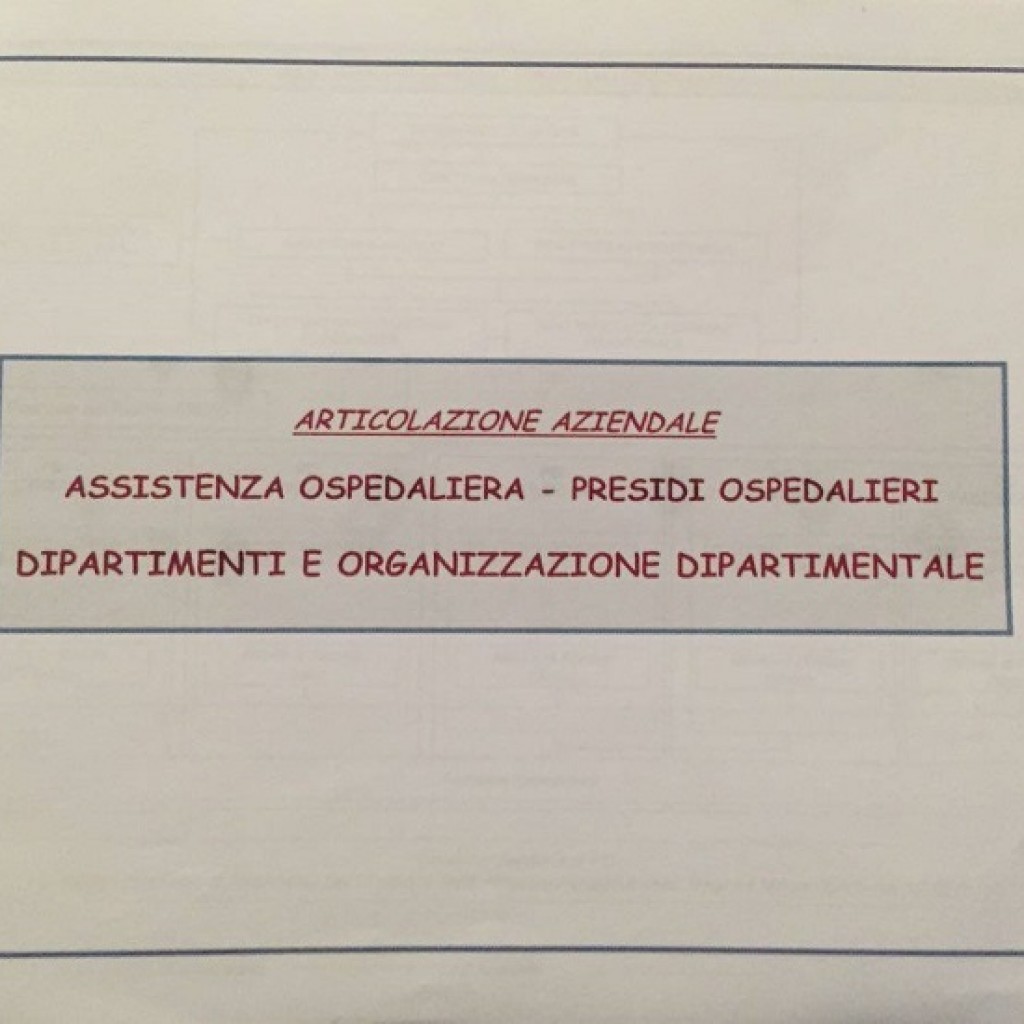 ARTICOLAZIONE AZIENDALE
ASSISTENZA OSPEDALIERA - PRESIDI OSPEDALIERI
DIPARTIMENTI E ORGANIZZAZIONE DIPARTIMENTALE